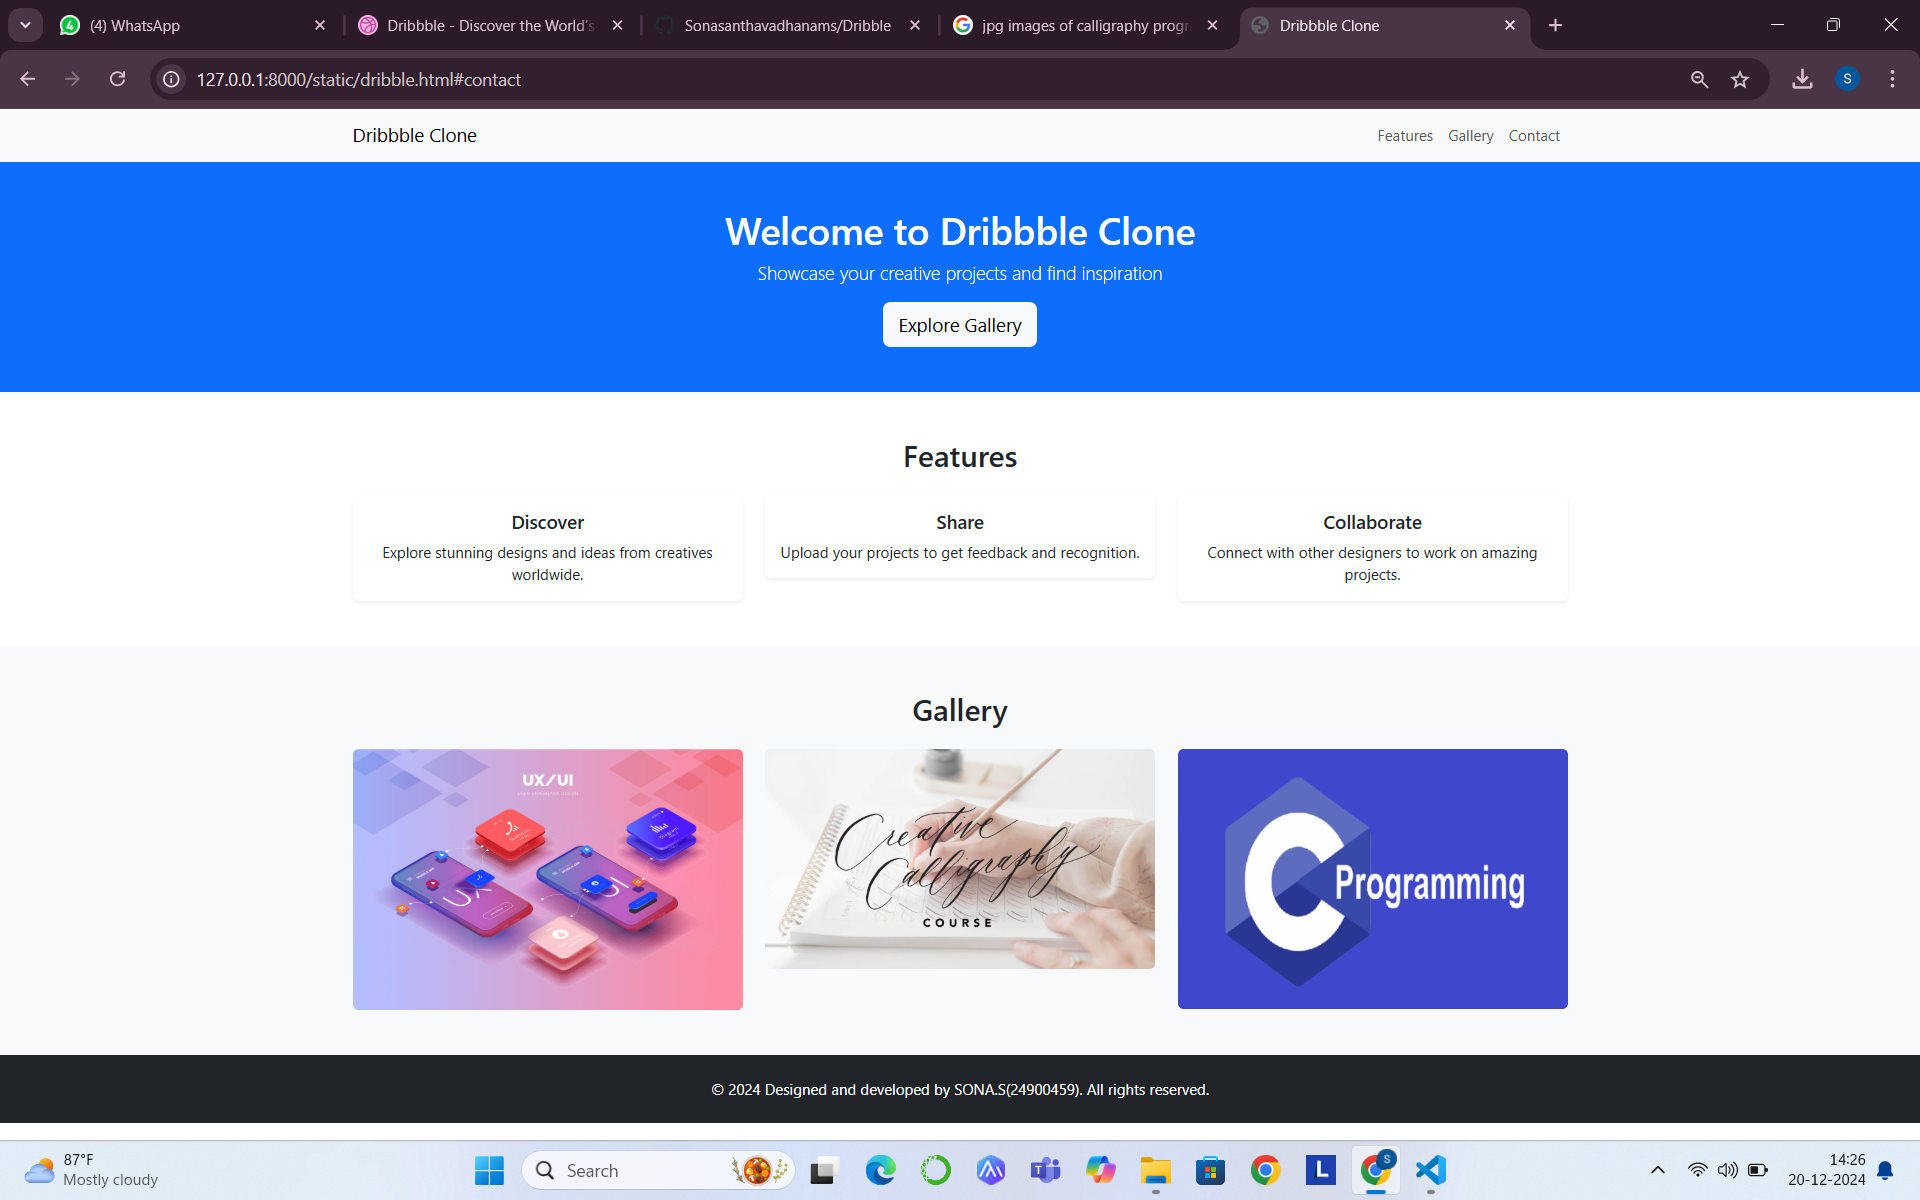 (4) WhatsApp
Dribbble - Discover the World's
Sonasanthavadhanams/Dribble
jpg images of calligraphy progr
Dribbble Clone
127.0.0.1:8000/static/dribble.html#contact
S
Dribbble Clone
Features
Gallery
Contact
Welcome to Dribbble Clone
Showcase your creative projects and find inspiration
Explore Gallery
Features
Discover
Explore stunning designs and ideas from creatives
worldwide.
Share
Upload your projects to get feedback and recognition.
Collaborate
Connect with other designers to work on amazing
projects.
Gallery
UX/UI
UX
UI
Creative
Calligraphy
COURSE
C Programming
© 2024 Designed and developed by SONA.S(24900459). All rights reserved.
87°F
Mostly cloudy
Search
L
S
14:26
20-12-2024